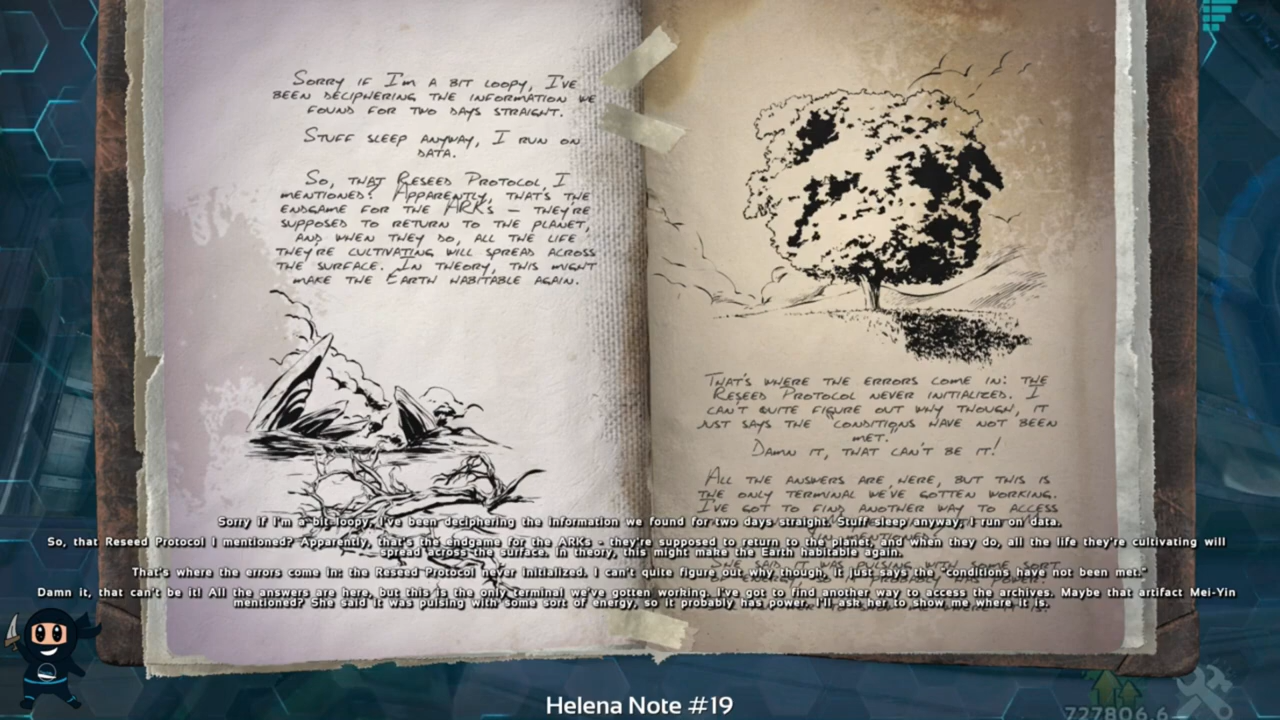 Sorry if I'm a bit loopy, I've
been deciphering the information we
found for two days straight.
Stuff sleep anyway, I run on
data.
So, that Reseed Protocol I
mentioned? Apparently, that's the
endgame for the ARKs – they're
supposed to return to the planet,
and when they do, all the life
they're cultivating will spread across
the surface. In theory, this might
make the Earth habitable again.
That's where the errors come in: the
Reseed Protocol never initialized. I
can't quite figure out why though, it
just says the "conditions have not been
met."
Damn it, that can't be it!
All the answers are here, but this is
the only terminal we've gotten working.
I've got to find another way to access
Sorry if I'm a bit loopy, I've been deciphering the information we found for two days straight. Stuff sleep anyway, I run on data.
So, that Reseed Protocol I mentioned? Apparently, that's the endgame for the ARKs - they're supposed to return to the planet, and when they do, all the life they're cultivating will
spread across the surface. In theory, this might make the Earth habitable again.
That's where the errors come in: the Reseed Protocol never initialized. I can't quite figure out why though, it just says the "conditions have not been met."
Damn it, that can't be it! All the answers are here, but this is the only terminal we've gotten working. I've got to find another way to access the archives. Maybe that artifact Mei-Yin
mentioned? She said it was pulsing with some sort of energy, so it probably has power. I'll ask her to show me where it is.
Helena Note #19
727806.6